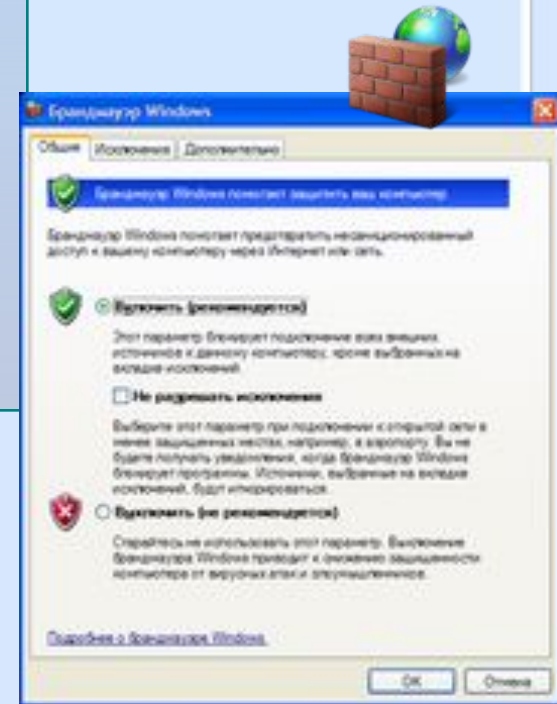 Брандмауэр Windows
Общие Исключения Дополнительно
Брандмауэр Windows помогает защитить ваш компьютер
Брандмауэр Windows помогает предотвратить несанкционированный
доступ к вашему компьютеру через Интернет или сеть.
Включить (рекомендуется)
Этот параметр блокирует подключение всех внешних
источников к данному компьютеру, кроме выбранных на
вкладке исключений.
Не разрешать исключения
Выберите этот параметр при подключении к открытой сети в
менее защищенных местах, например, в аэропорту. Вы не
будете получать уведомления, когда брандмауэр Windows
блокирует программы. Источники, выбранные на вкладке
исключений, будут игнорироваться.
Выключить (не рекомендуется)
Старайтесь не использовать этот параметр. Выключение
брандмауэра Windows приводит к снижению защищенности
компьютера от вирусных атак и злоумышленников.
Подробнее о брандмауэре Windows.
ОК Отмена